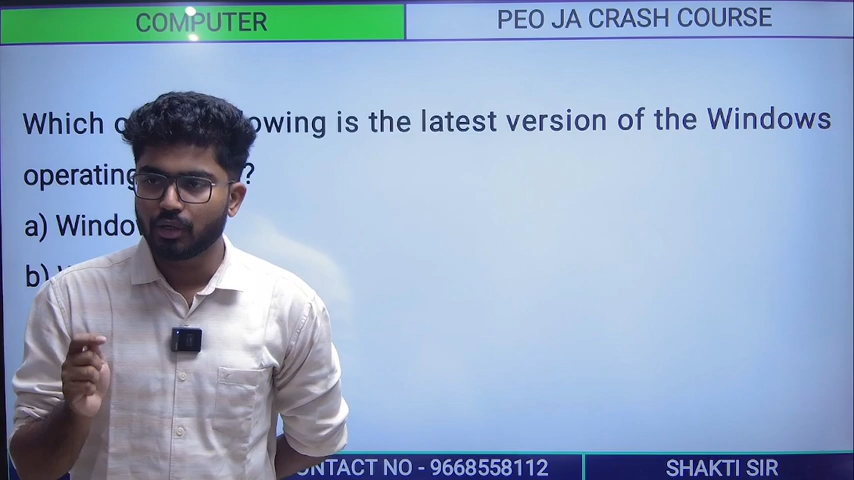 COMPUTER
PEO JA CRASH COURSE
Which owing is the latest version of the Windows
operating ?
a) Windo
b)
ONTACT NO - 9668558112
SHAKTI SIR